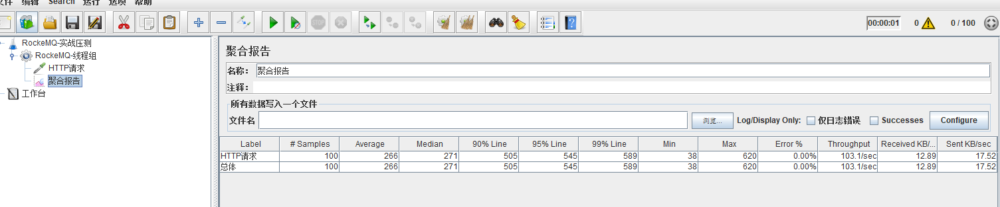 文件 编辑 Search 运行 选项 帮助
STOP 00:00:01 0 0 / 100
RockeMQ-实战压测
RockeMQ-线程组
HTTP请求
聚合报告
工作台
聚合报告
名称： 聚合报告
注释：
所有数据写入一个文件
文件名 浏览... Log/Display Only: 仅日志错误 Successes Configure
Label # Samples Average Median 90% Line 95% Line 99% Line Min Max Error % Throughput Received KB/... Sent KB/sec
HTTP请求 100 266 271 505 545 589 38 620 0.00% 103.1/sec 12.89 17.52
总体 100 266 271 505 545 589 38 620 0.00% 103.1/sec 12.89 17.52